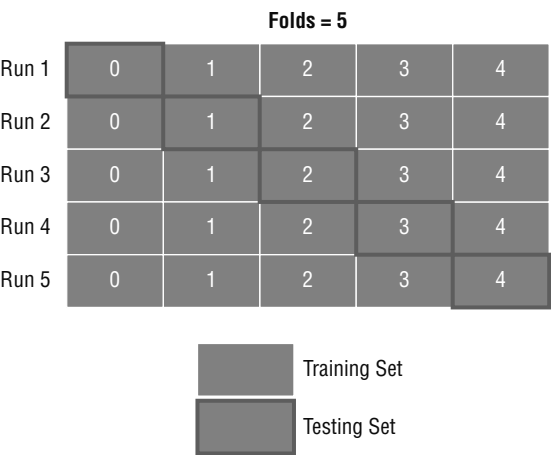 Folds = 5
Run 1 0 1 2 3 4
Run 2 0 1 2 3 4
Run 3 0 1 2 3 4
Run 4 0 1 2 3 4
Run 5 0 1 2 3 4
Training Set
Testing Set